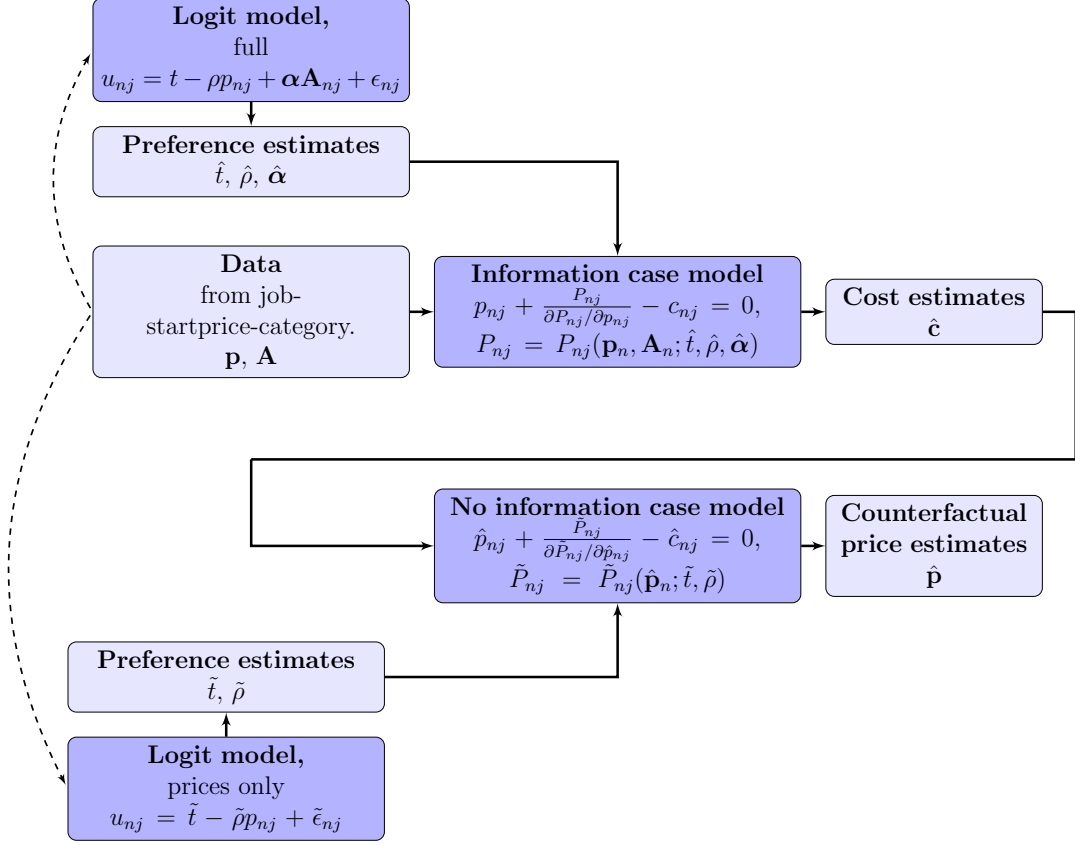 Logit model,
full
u_{nj} = t − ρp_{nj} + αA_{nj} + ϵ_{nj}
Preference estimates
t̂, ρ̂, α̂
Data
from job-
startprice-category.
p, A
Information case model
p_{nj} + \frac{P_{nj}}{∂P_{nj}/∂p_{nj}} − c_{nj} = 0,
P_{nj} = P_{nj}(p_n, A_n; t̂, ρ̂, α̂)
Cost estimates
ĉ
No information case model
p̂_{nj} + \frac{P̃_{nj}}{∂P̃_{nj}/∂p̂_{nj}} − ĉ_{nj} = 0,
P̃_{nj} = P̃_{nj}(p̂_n; t̃, ρ̃)
Counterfactual
price estimates
p̂
Preference estimates
t̃, ρ̃
Logit model,
prices only
u_{nj} = t̃ − ρ̃p_{nj} + ϵ̃_{nj}